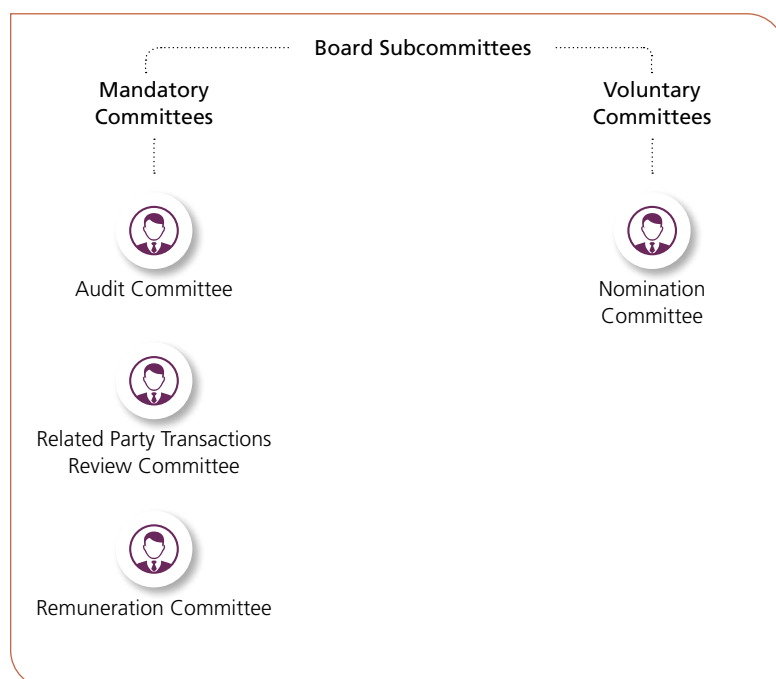 Board Subcommittees
Mandatory
Committees
Audit Committee
Related Party Transactions
Review Committee
Remuneration Committee
Voluntary
Committees
Nomination
Committee